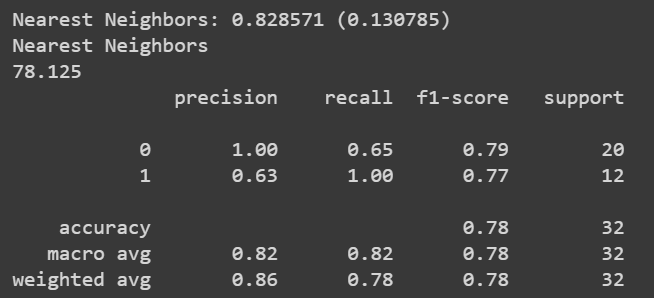 Nearest Neighbors: 0.828571 (0.130785)
Nearest Neighbors
78.125
precision recall f1-score support
0 1.00 0.65 0.79 20
1 0.63 1.00 0.77 12
accuracy 0.78 32
macro avg 0.82 0.82 0.78 32
weighted avg 0.86 0.78 0.78 32